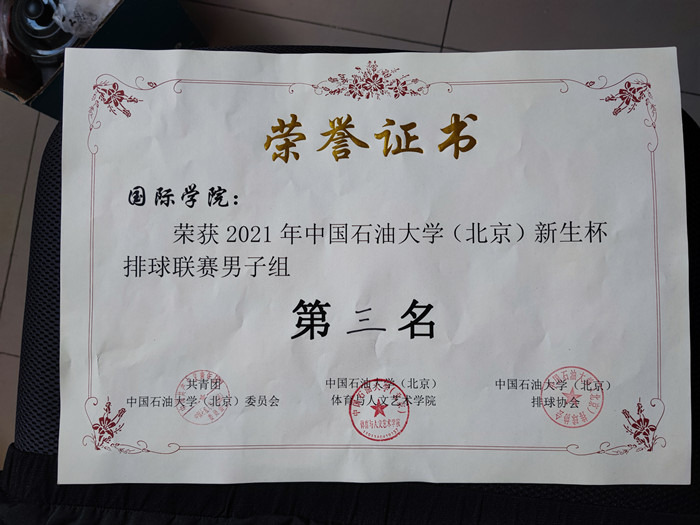 荣誉证书
国际学院：
荣获2021年中国石油大学（北京）新生杯
排球联赛男子组
第三名
共青团
中国石油大学（北京）委员会
中国石油大学（北京）
体育与人文艺术学院
中国石油大学（北京）
排球协会